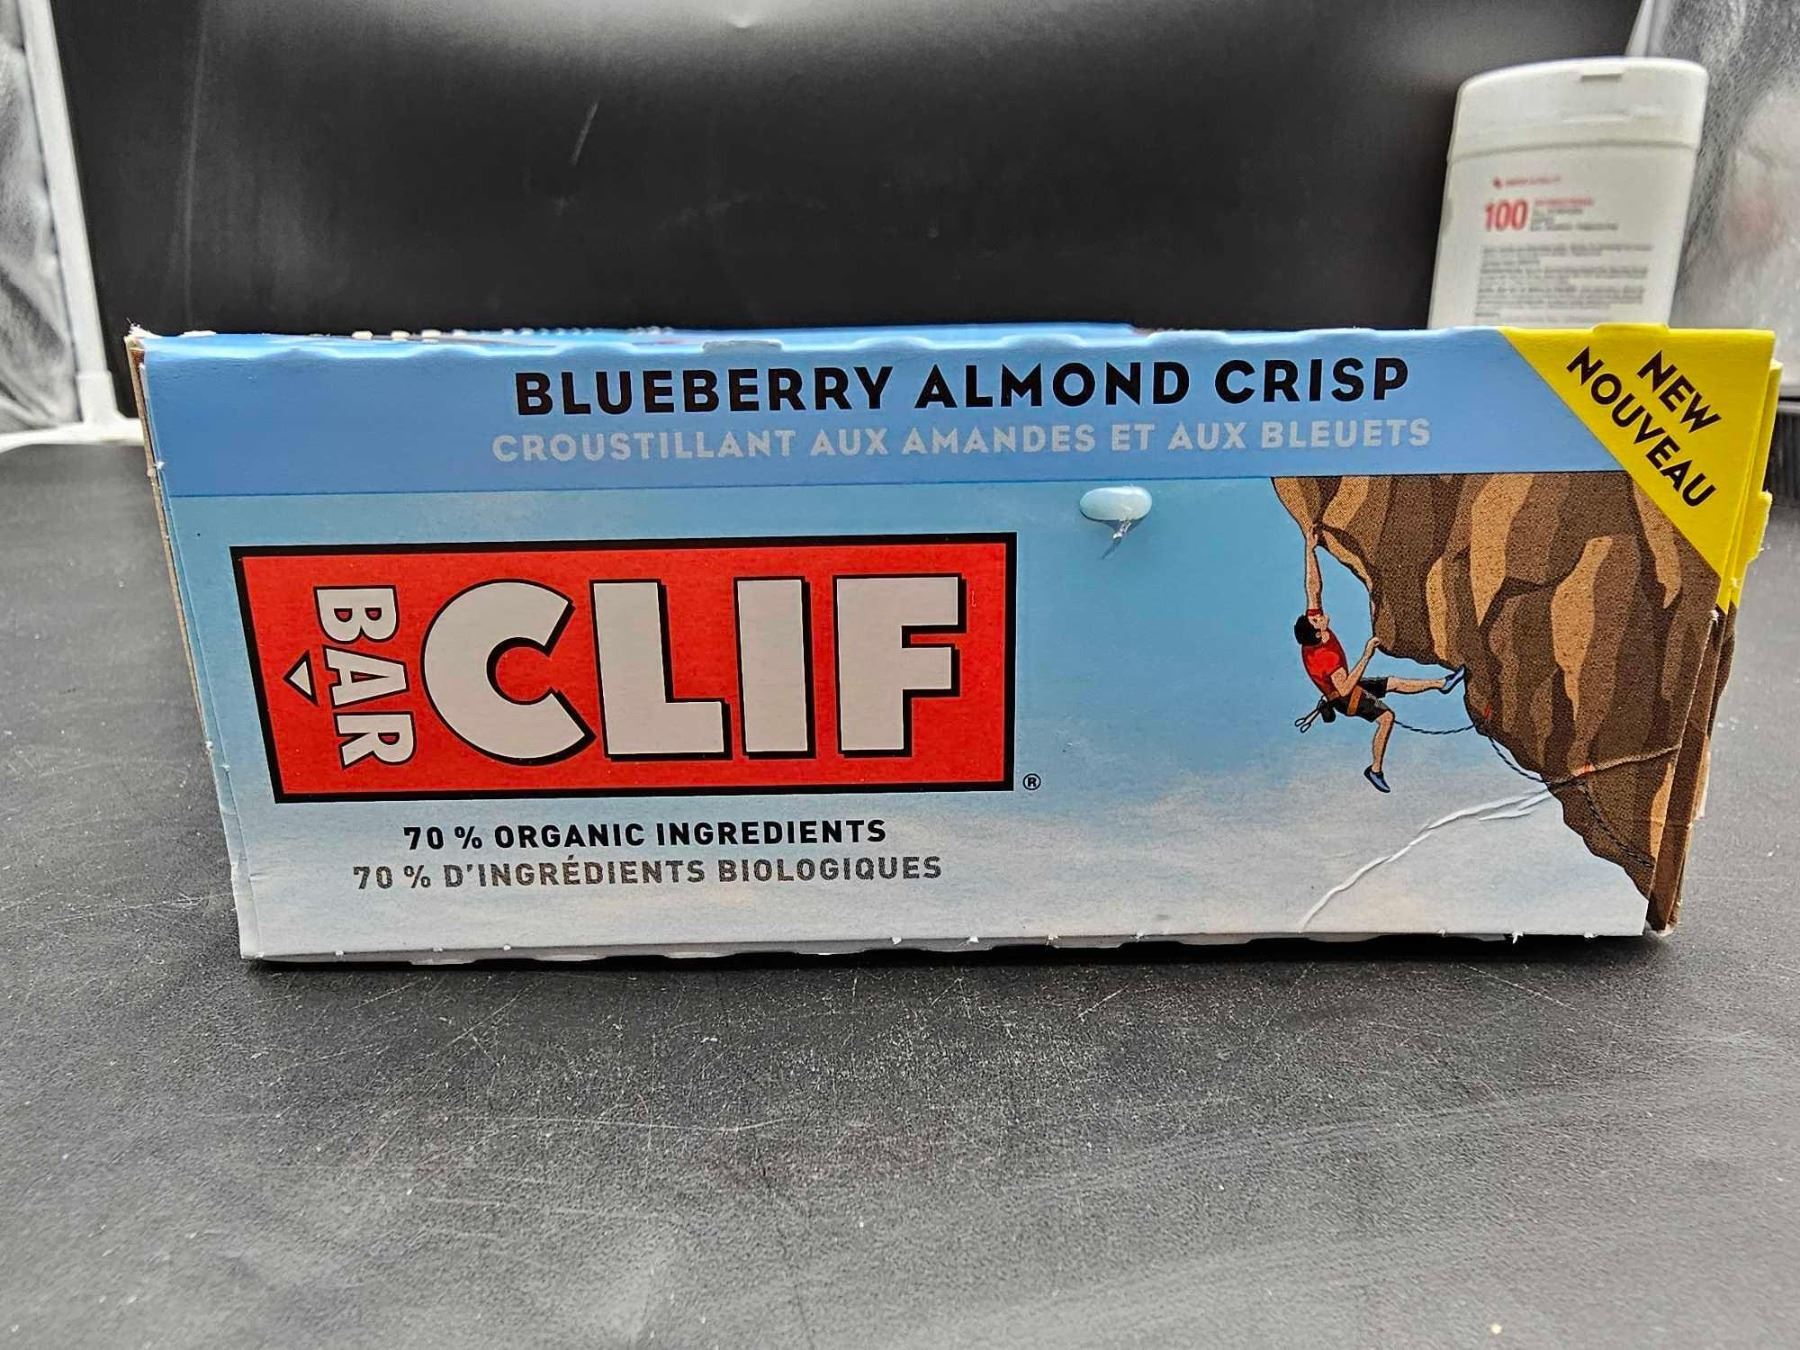 BLUEBERRY ALMOND CRISP
CROUSTILLANT AUX AMANDES ET AUX BLEUETS
NEW
NOUVEAU
CLIF
BAR
®
70 % ORGANIC INGREDIENTS
70 % D'INGRÉDIENTS BIOLOGIQUES
100